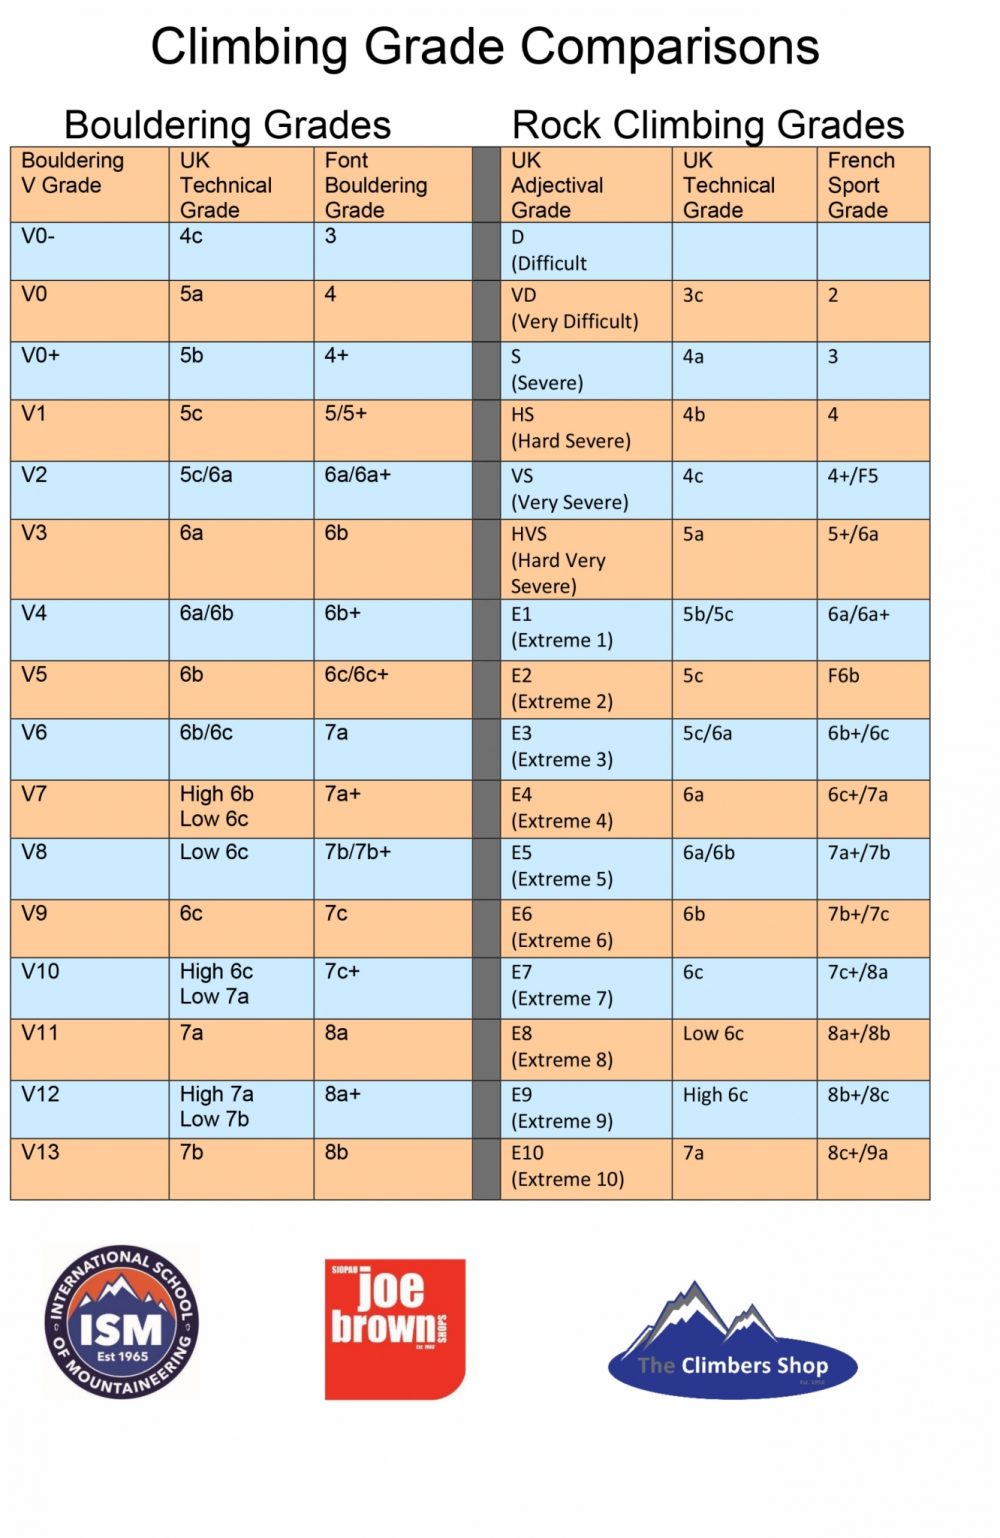 Climbing Grade Comparisons
Bouldering Grades
Rock Climbing Grades
Bouldering V Grade UK Technical Grade Font Bouldering Grade UK Adjectival Grade UK Technical Grade French Sport Grade
V0- 4c 3 D (Difficult
V0 5a 4 VD (Very Difficult) 3c 2
V0+ 5b 4+ S (Severe) 4a 3
V1 5c 5/5+ HS (Hard Severe) 4b 4
V2 5c/6a 6a/6a+ VS (Very Severe) 4c 4+/F5
V3 6a 6b HVS (Hard Very Severe) 5a 5+/6a
V4 6a/6b 6b+ E1 (Extreme 1) 5b/5c 6a/6a+
V5 6b 6c/6c+ E2 (Extreme 2) 5c F6b
V6 6b/6c 7a E3 (Extreme 3) 5c/6a 6b+/6c
V7 High 6b Low 6c 7a+ E4 (Extreme 4) 6a 6c+/7a
V8 Low 6c 7b/7b+ E5 (Extreme 5) 6a/6b 7a+/7b
V9 6c 7c E6 (Extreme 6) 6b 7b+/7c
V10 High 6c Low 7a 7c+ E7 (Extreme 7) 6c 7c+/8a
V11 7a 8a E8 (Extreme 8) Low 6c 8a+/8b
V12 High 7a Low 7b 8a+ E9 (Extreme 9) High 6c 8b+/8c
V13 7b 8b E10 (Extreme 10) 7a 8c+/9a
INTERNATIONAL SCHOOL
ISM
Est 1965
OF MOUNTAINEERING
SIOPAU
joe
brown
SHOPS
The Climbers Shop